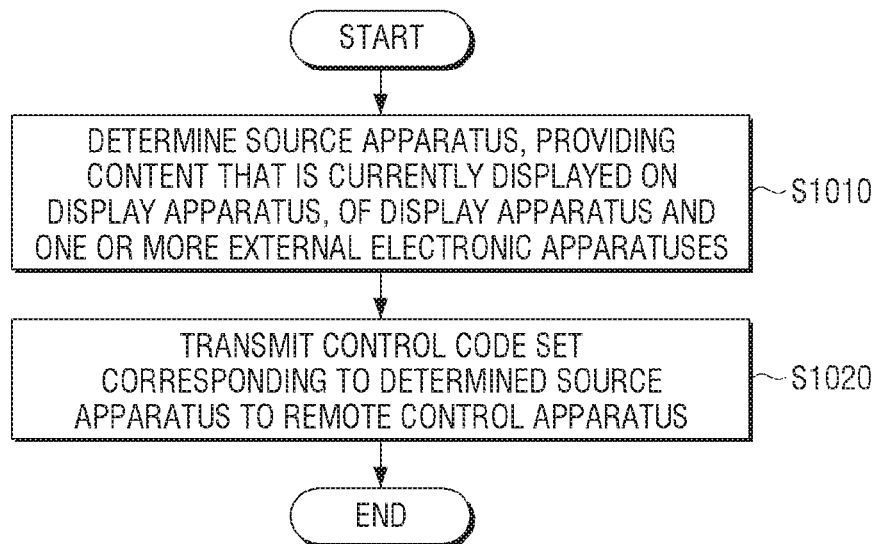 START
DETERMINE SOURCE APPARATUS, PROVIDING
CONTENT THAT IS CURRENTLY DISPLAYED ON
DISPLAY APPARATUS, OF DISPLAY APPARATUS AND
ONE OR MORE EXTERNAL ELECTRONIC APPARATUSES
S1010
TRANSMIT CONTROL CODE SET
CORRESPONDING TO DETERMINED SOURCE
APPARATUS TO REMOTE CONTROL APPARATUS
S1020
END